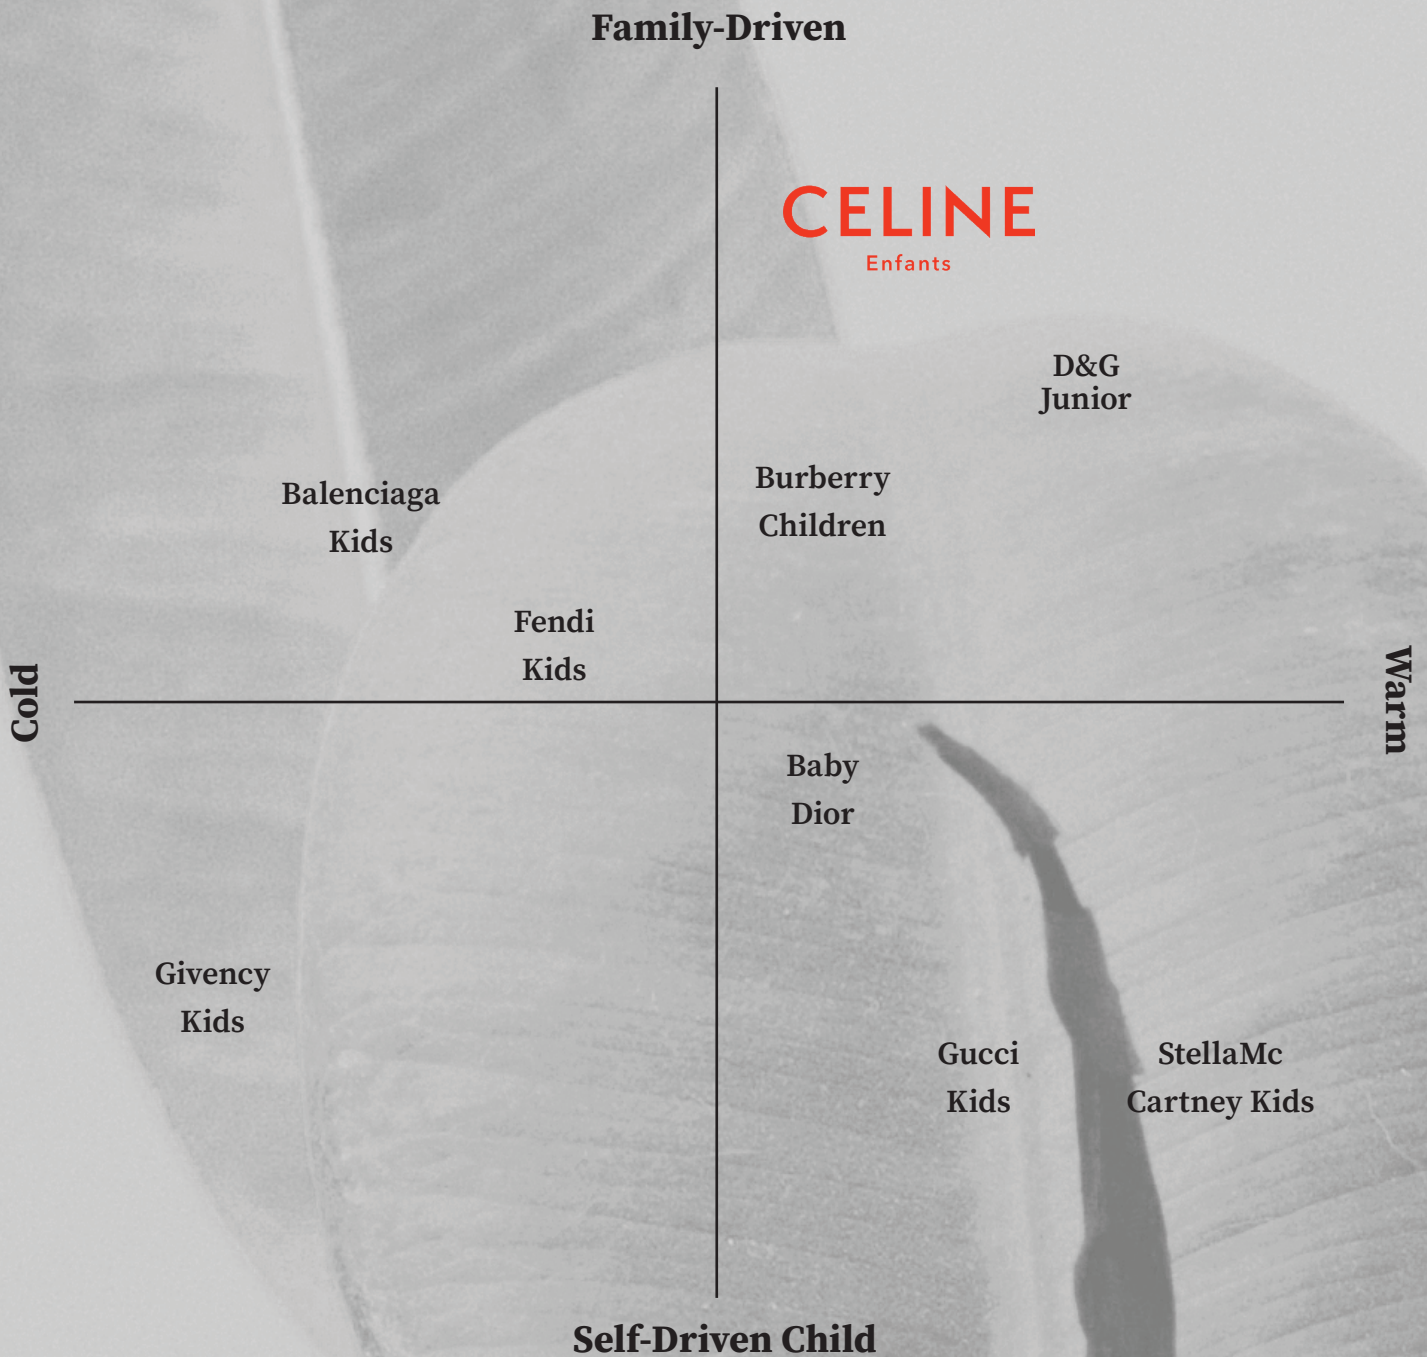 Family-Driven
CELINE
Enfants
D&G
Junior
Burberry
Children
Balenciaga
Kids
Fendi
Kids
Cold
Warm
Baby
Dior
Givency
Kids
Gucci
Kids
StellaMc
Cartney Kids
Self-Driven Child